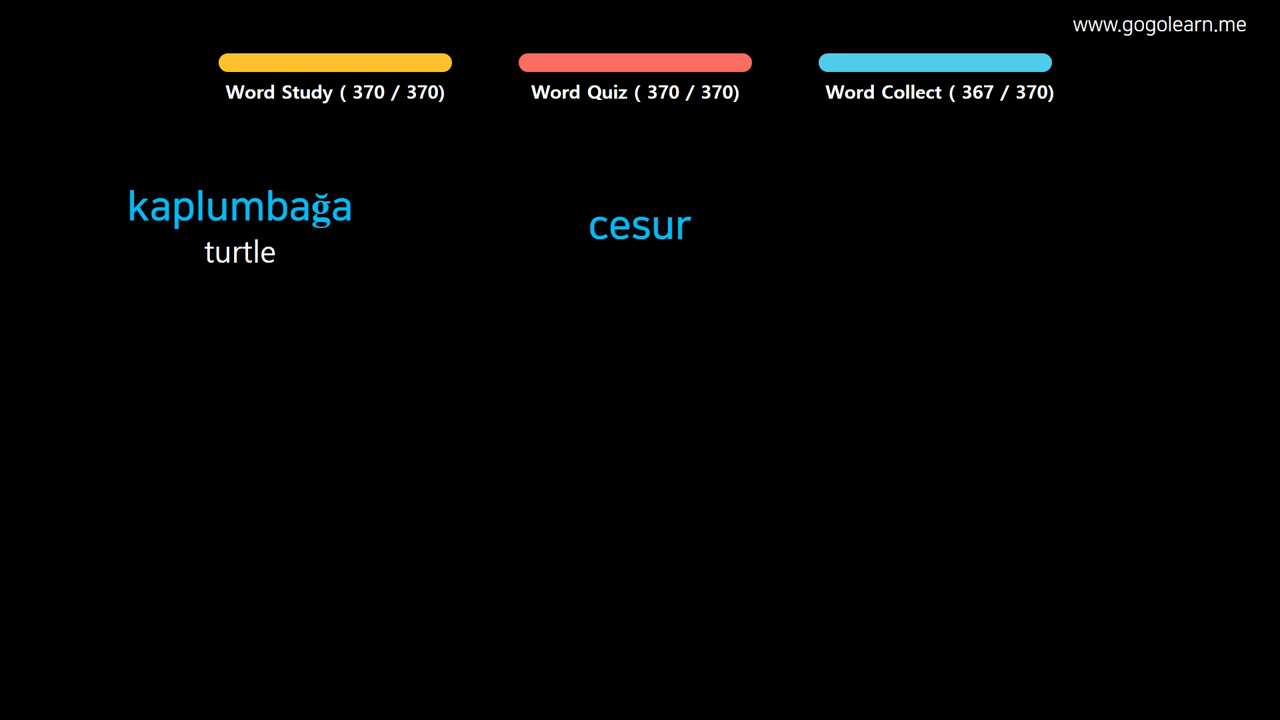 www.gogolearn.me
Word Study ( 370 / 370)
Word Quiz ( 370 / 370)
Word Collect ( 367 / 370)
kaplumbağa
turtle
cesur